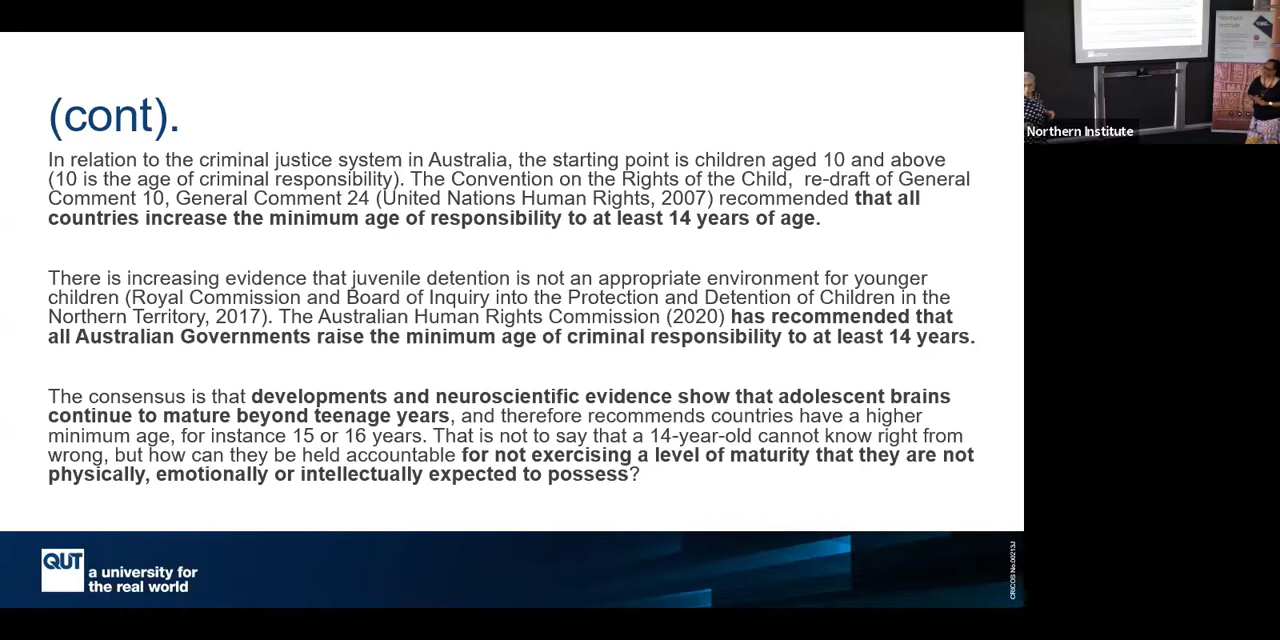 (cont).
In relation to the criminal justice system in Australia, the starting point is children aged 10 and above
(10 is the age of criminal responsibility). The Convention on the Rights of the Child,  re-draft of General
Comment 10, General Comment 24 (United Nations Human Rights, 2007) recommended that all
countries increase the minimum age of responsibility to at least 14 years of age.
There is increasing evidence that juvenile detention is not an appropriate environment for younger
children (Royal Commission and Board of Inquiry into the Protection and Detention of Children in the
Northern Territory, 2017). The Australian Human Rights Commission (2020) has recommended that
all Australian Governments raise the minimum age of criminal responsibility to at least 14 years.
The consensus is that developments and neuroscientific evidence show that adolescent brains
continue to mature beyond teenage years, and therefore recommends countries have a higher
minimum age, for instance 15 or 16 years. That is not to say that a 14-year-old cannot know right from
wrong, but how can they be held accountable for not exercising a level of maturity that they are not
physically, emotionally or intellectually expected to possess?
QUT
a university for
the real world
CRICOS No.00213J
Northern
Institute
Northern Institute